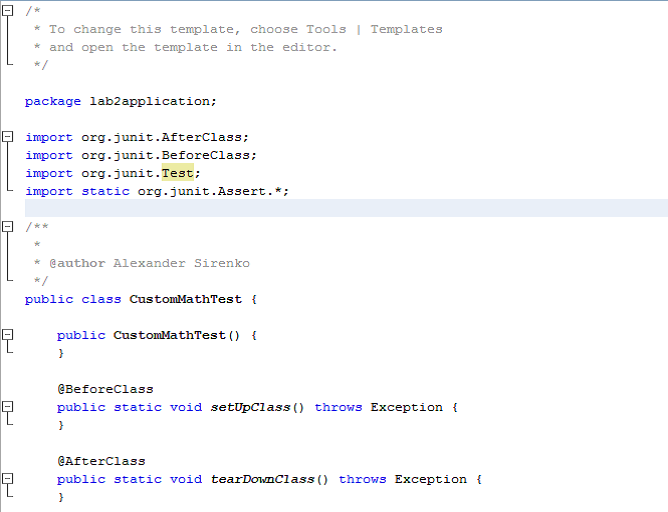 /*
 * To change this template, choose Tools | Templates
 * and open the template in the editor.
 */
package lab2application;
import org.junit.AfterClass;
import org.junit.BeforeClass;
import org.junit.Test;
import static org.junit.Assert.*;
/**
 *
 * @author Alexander Sirenko
 */
public class CustomMathTest {
    public CustomMathTest() {
    }
    @BeforeClass
    public static void setUpClass() throws Exception {
    }
    @AfterClass
    public static void tearDownClass() throws Exception {
    }